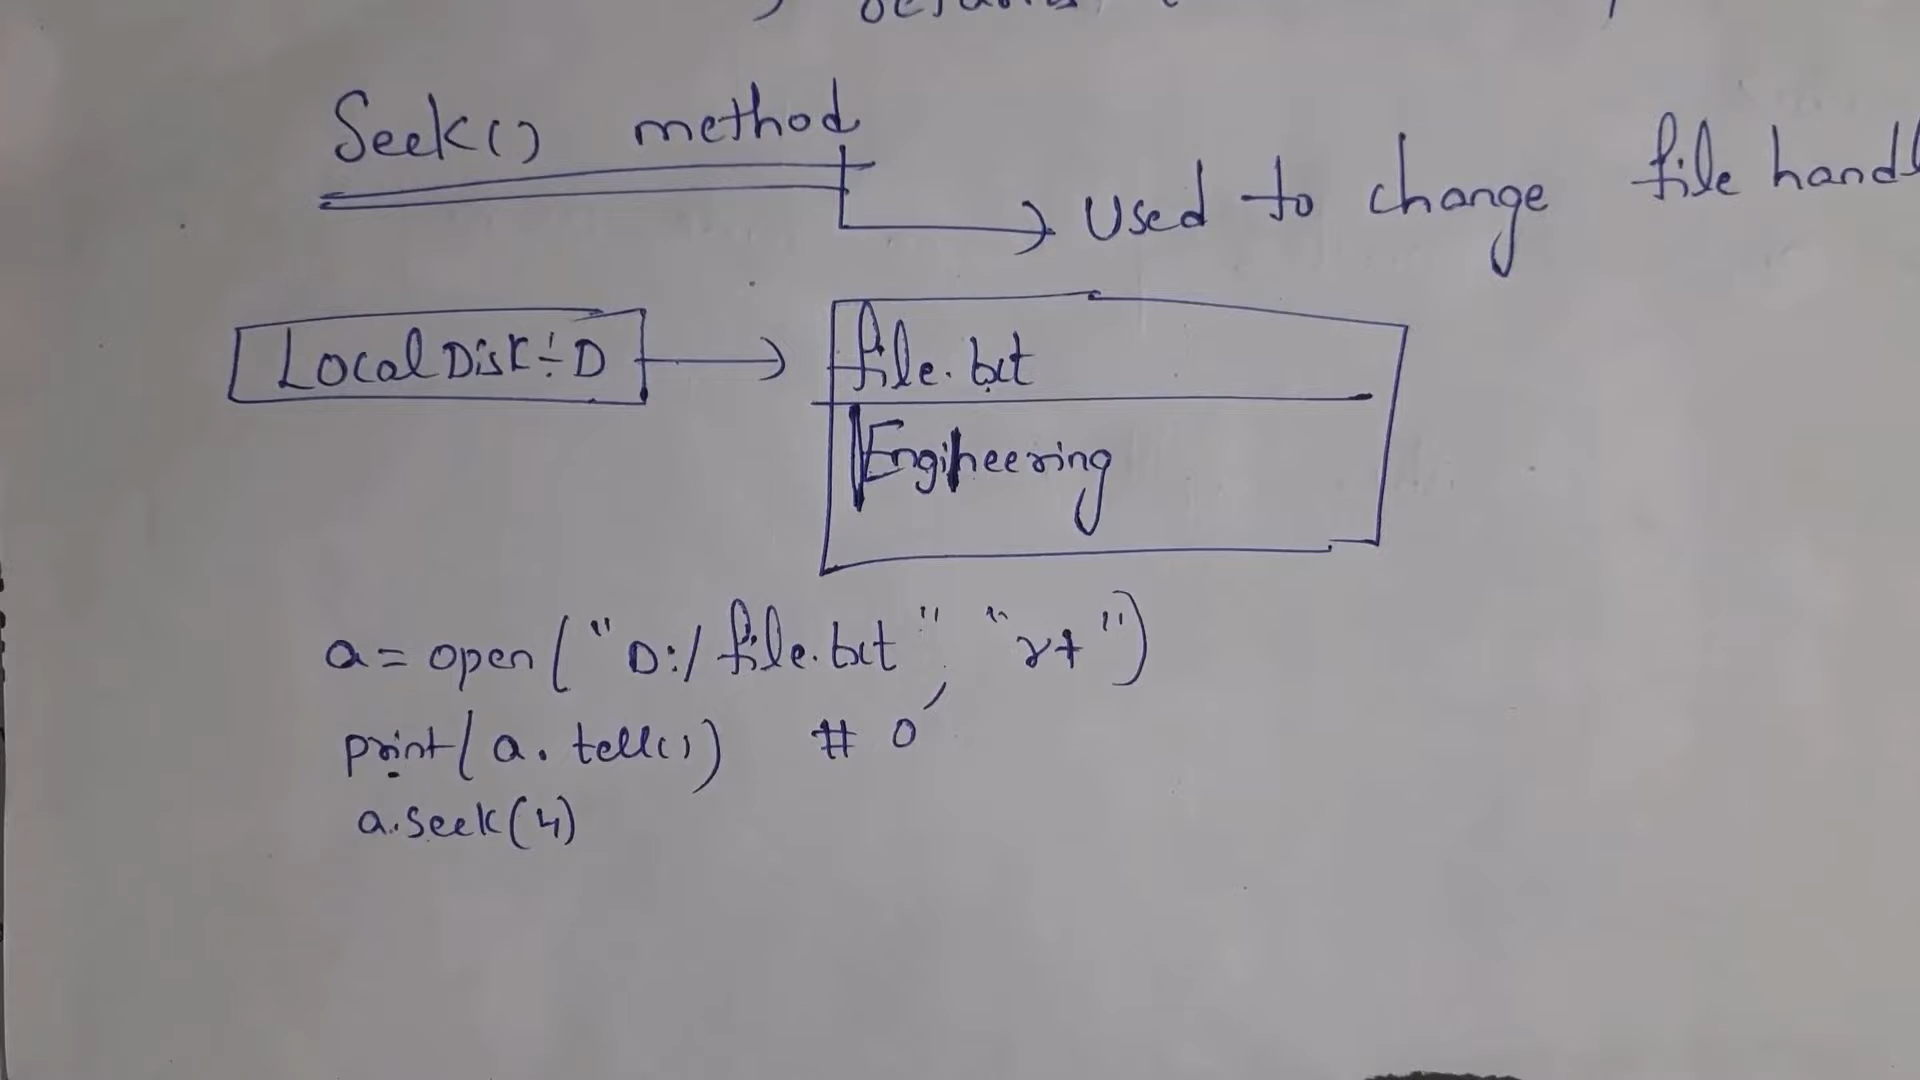 Seek() method
Used to change file handl
Local Disk:- D
file.txt
Engineering
a = open("D:/file.txt", "r+")
print(a.tell()) # 0
a.seek(4)